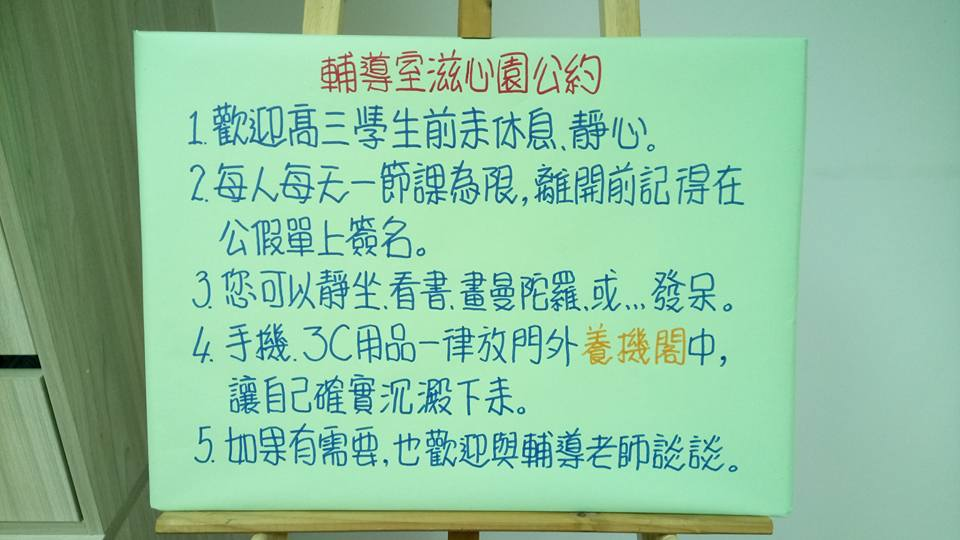 輔導室滋心園公約
1.歡迎高三學生前來休息、靜心。
2.每人每天一節課為限,離開前記得在
公假單上簽名。
3.您可以靜坐、看書、畫曼陀羅、或...發呆。
4.手機、3C用品一律放門外養機閣中,
讓自己確實沉澱下來。
5.如果有需要,也歡迎與輔導老師談談。